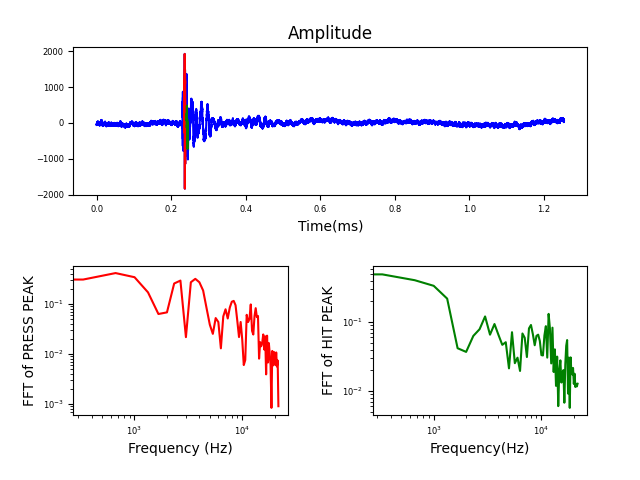 Amplitude
2000
1000
0
−1000
−2000
0.0 0.2 0.4 0.6 0.8 1.0 1.2
Time(ms)
FFT of PRESS PEAK
10⁻¹
10⁻²
10⁻³
10³ 10⁴
Frequency (Hz)
FFT of HIT PEAK
10⁻¹
10⁻²
10³ 10⁴
Frequency(Hz)